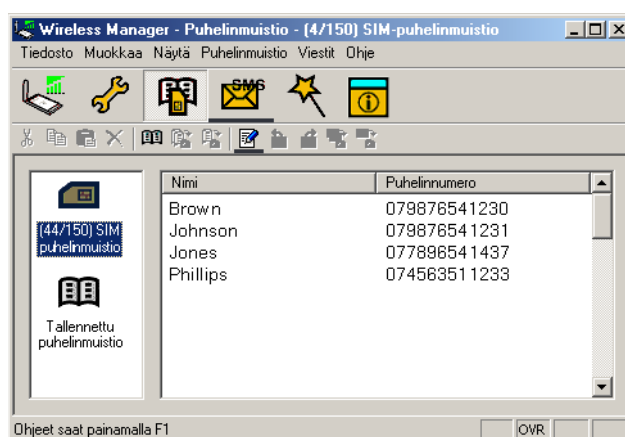 Wireless Manager - Puhelinmuistio - (4/150) SIM-puhelinmuistio
Tiedosto Muokkaa Näytä Puhelinmuistio Viestit Ohje
SMS
Nimi Puhelinnumero
Brown 079876541230
Johnson 079876541231
Jones 077896541437
Phillips 074563511233
(44/150) SIM
puhelinmuistio
Tallennettu
puhelinmuistio
Ohjeet saat painamalla F1 OVR